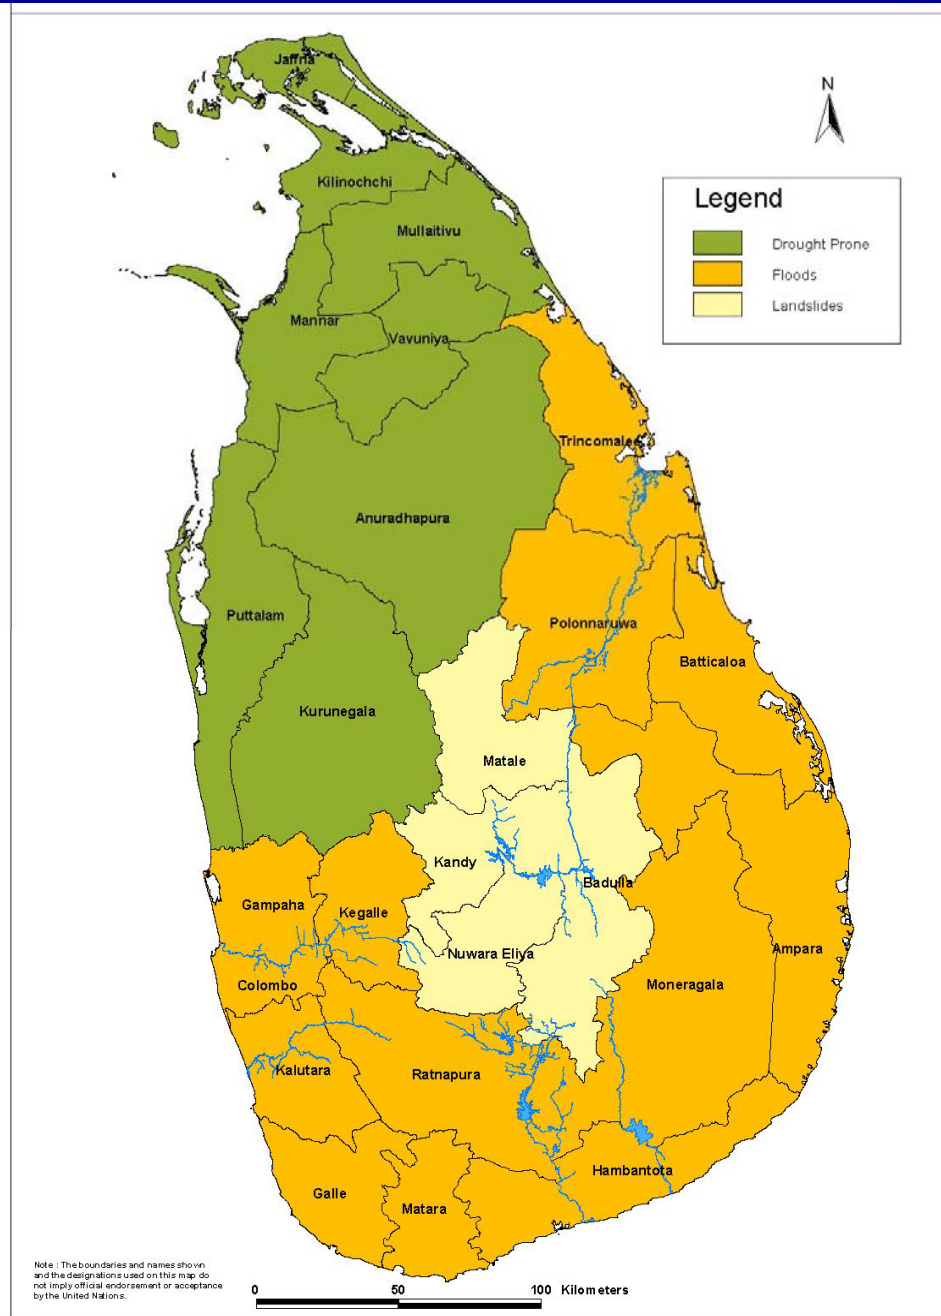 Jaffna
N
Kilinochchi
Legend
Mullaitivu
Drought Prone
Floods
Landslides
Mannar
Vavuniya
Trincomalee
Anuradhapura
Puttalam
Polonnaruwa
Batticaloa
Kurunegala
Matale
Kandy
Badulla
Gampaha
Kegalle
Nuwara Eliya
Ampara
Colombo
Moneragala
Kalutara
Ratnapura
Hambantota
Galle
Matara
Note : The boundaries and names shown
and the designations used on this map do
not imply official endorsement or acceptance
by the United Nations.
0 50 100 Kilometers